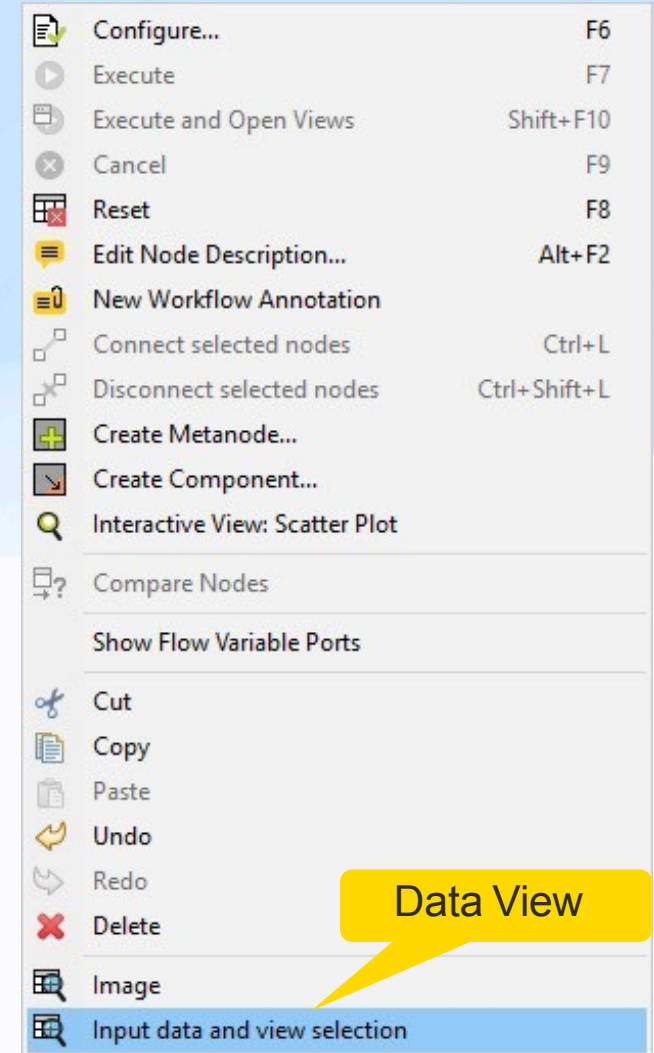 Configure... F6
Execute F7
Execute and Open Views Shift+F10
Cancel F9
Reset F8
Edit Node Description... Alt+F2
New Workflow Annotation
Connect selected nodes Ctrl+L
Disconnect selected nodes Ctrl+Shift+L
Create Metanode...
Create Component...
Interactive View: Scatter Plot
Compare Nodes
Show Flow Variable Ports
Cut
Copy
Paste
Undo
Redo
Data View
Delete
Image
Input data and view selection